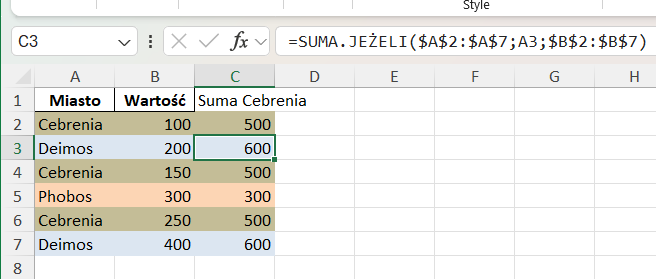 Style
C3 fx =SUMA.JEŻELI($A$2:$A$7;A3;$B$2:$B$7)
A B C D E F G H
1 Miasto Wartość Suma Cebrenia
2 Cebrenia 100 500
3 Deimos 200 600
4 Cebrenia 150 500
5 Phobos 300 300
6 Cebrenia 250 500
7 Deimos 400 600
8